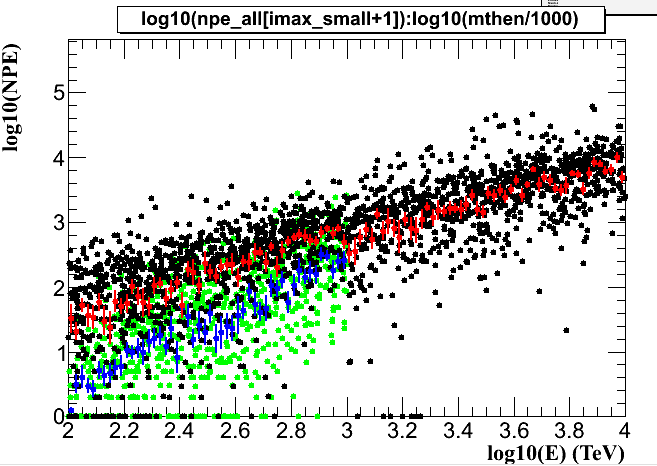 log10(npe_all[imax_small+1]):log10(mthen/1000)
log10(NPE)
5
4
3
2
1
0
2 2.2 2.4 2.6 2.8 3 3.2 3.4 3.6 3.8 4
log10(E) (TeV)